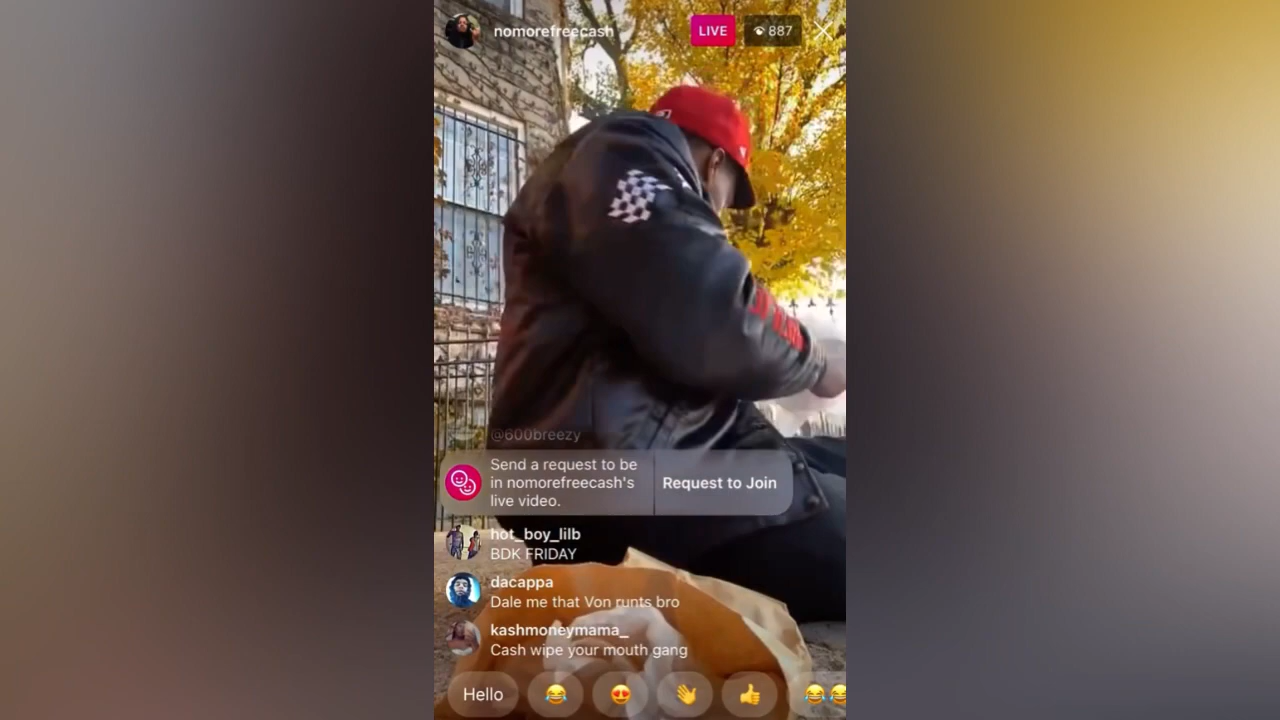 nomorefreecash
LIVE
887
@600breezy
Send a request to be
in nomorefreecash's
live video.
Request to Join
hot_boy_lilb
BDK FRIDAY
dacappa
Dale me that Von runts bro
kashmoneymama_
Cash wipe your mouth gang
Hello